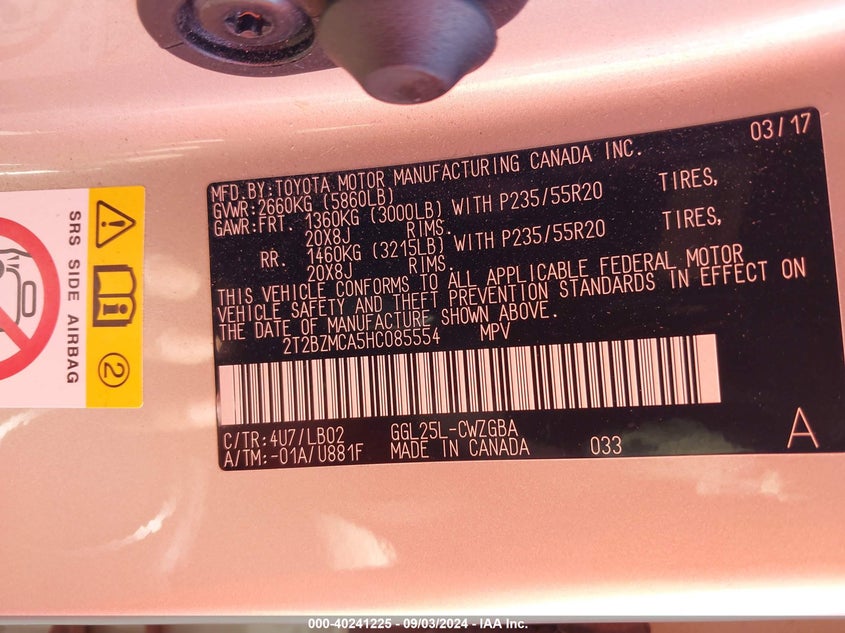 03/17
MFD.BY:TOYOTA MOTOR MANUFACTURING CANADA INC.
GVWR:2660KG (5860LB)
GAWR:FRT. 1360KG (3000LB) WITH P235/55R20 TIRES,
20X8J RIMS.
RR. 1460KG (3215LB) WITH P235/55R20 TIRES,
20X8J RIMS.
THIS VEHICLE CONFORMS TO ALL APPLICABLE FEDERAL MOTOR
VEHICLE SAFETY AND THEFT PREVENTION STANDARDS IN EFFECT ON
THE DATE OF MANUFACTURE SHOWN ABOVE.
2T2BZMCA5HC085554 MPV
C/TR:4U7/LB02 GGL25L-CWZGBA
A/TM:-01A/U881F MADE IN CANADA 033 A
SRS SIDE AIRBAG
2
000-40241225 - 09/03/2024 - IAA Inc.